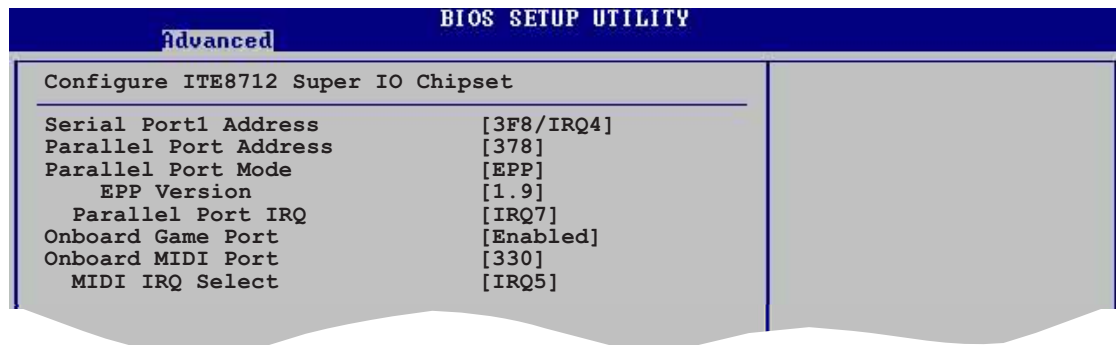 BIOS SETUP UTILITY
Advanced
Configure ITE8712 Super IO Chipset
Serial Port1 Address [3F8/IRQ4]
Parallel Port Address [378]
Parallel Port Mode [EPP]
EPP Version [1.9]
Parallel Port IRQ [IRQ7]
Onboard Game Port [Enabled]
Onboard MIDI Port [330]
MIDI IRQ Select [IRQ5]